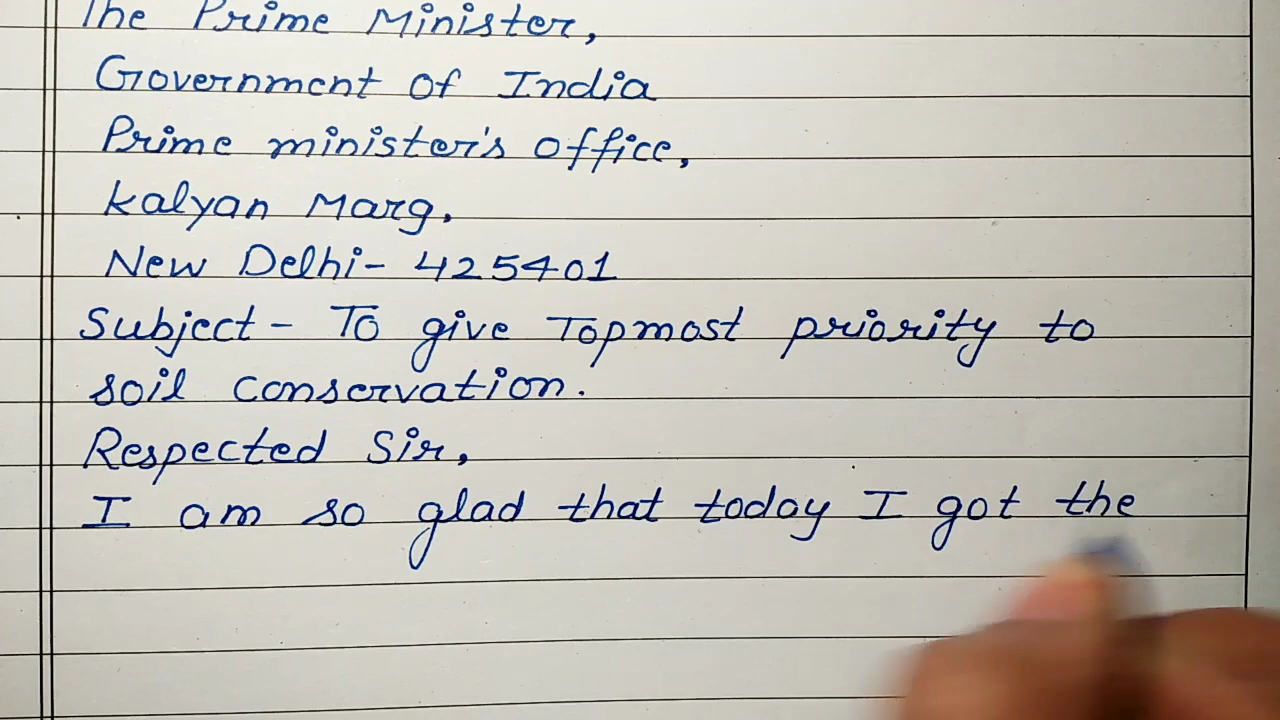 The Prime Minister,
Government of India
Prime minister's office,
Kalyan Marg.
New Delhi- 425401
Subject- To give Topmost priority to
soil conservation.
Respected Sir,
I am so glad that today I got the